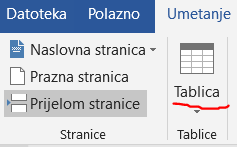 Datoteka Polazno Umetanje
Naslovna stranica
Prazna stranica
Prijelom stranice
Stranice
Tablica
Tablice